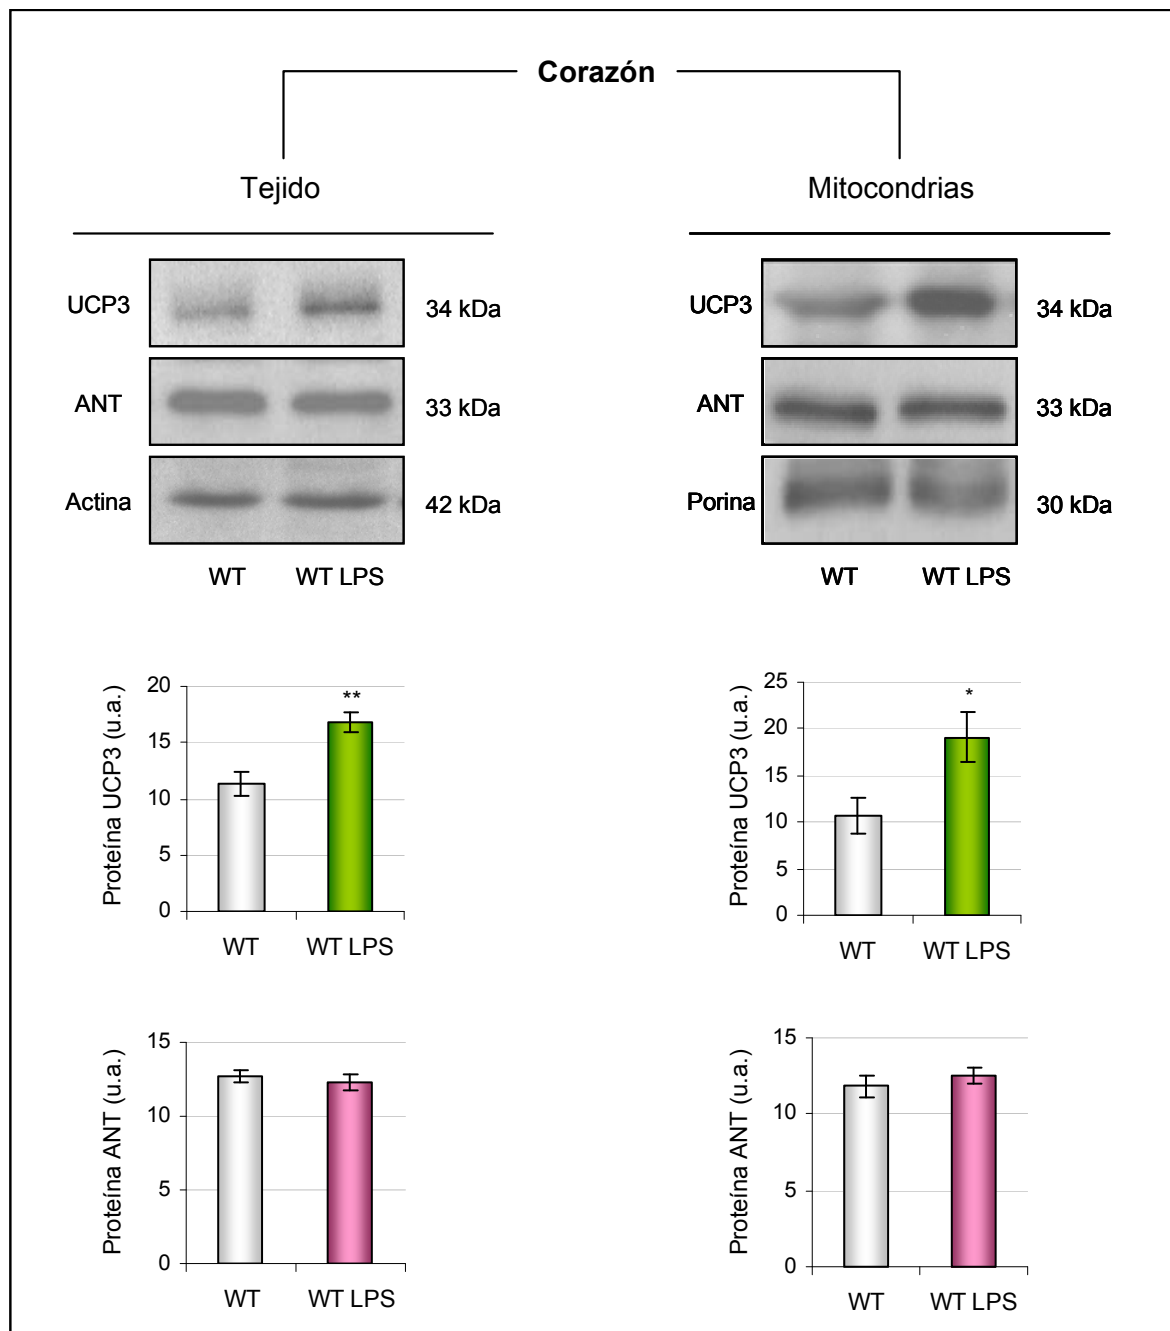 Corazón
Tejido
UCP3 34 kDa
ANT 33 kDa
Actina 42 kDa
WT WT LPS
Mitocondrias
UCP3 34 kDa
ANT 33 kDa
Porina 30 kDa
WT WT LPS
Proteína UCP3 (u.a.)
20
15
10
5
0
**
WT WT LPS
Proteína UCP3 (u.a.)
25
20
15
10
5
0
*
WT WT LPS
Proteína ANT (u.a.)
15
10
5
0
WT WT LPS
Proteína ANT (u.a.)
15
10
5
0
WT WT LPS